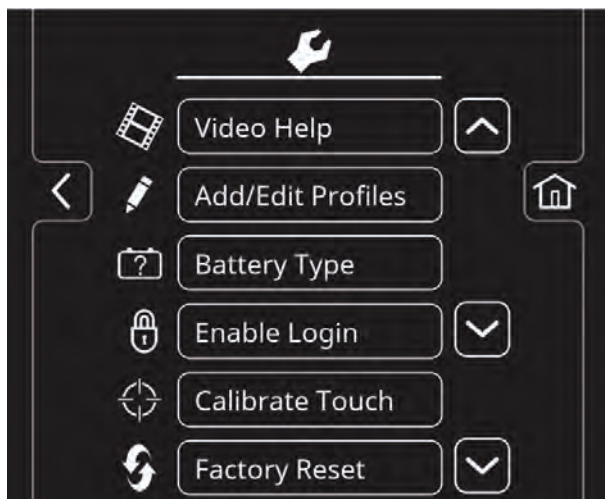 Video Help
Add/Edit Profiles
Battery Type
Enable Login
Calibrate Touch
Factory Reset